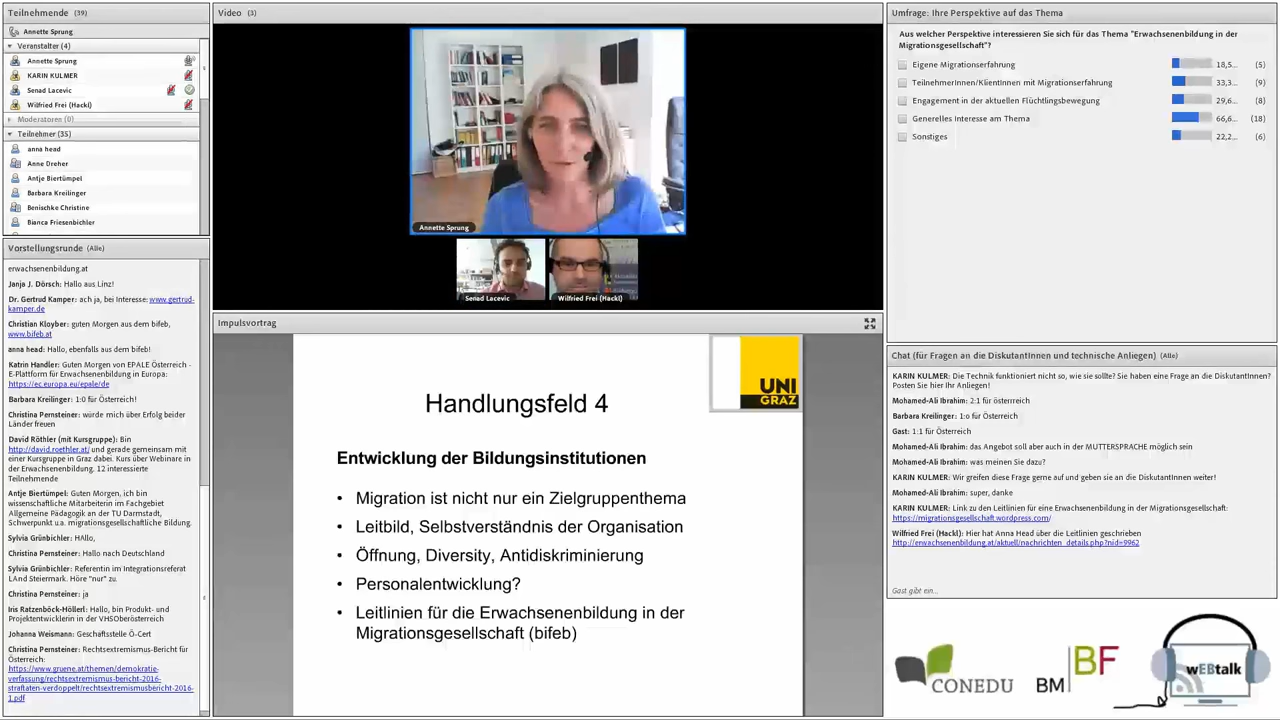 Teilnehmende (39)
Annette Sprung
Veranstalter (4)
Annette Sprung
KARIN KULMER
Senad Lacevic
Wilfried Frei (Hackl)
Moderatoren (0)
Teilnehmer (35)
anna head
Anne Dreher
Antje Biertümpel
Barbara Kreilinger
Benischke Christine
Bianca Friesenbichler
Vorstellungsrunde (Alle)
erwachsenenbildung.at
Janja J. Dörsch: Hallo aus Linz!
Dr. Gertrud Kamper: ach ja, bei Interesse: www.gertrud-
kamper.de
Christian Kloyber: guten Morgen aus dem bifeb,
www.bifeb.at
anna head: Hallo, ebenfalls aus dem bifeb!
Katrin Handler: Guten Morgen von EPALE Österreich -
E-Plattform für Erwachsenenbildung in Europa:
https://ec.europa.eu/epale/de
Barbara Kreilinger: 1:0 für Österreich!
Christina Pernsteiner: würde mich über Erfolg beider
Länder freuen
David Röthler (mit Kursgruppe): Bin
http://david.roethler.at/ und gerade gemeinsam mit
einer Kursgruppe in Graz dabei. Kurs über Webinare in
der Erwachsenenbildung. 12 interessierte
Teilnehmende
Antje Biertümpel: Guten Morgen, ich bin
wissenschaftliche Mitarbeiterin im Fachgebiet
Allgemeine Pädagogik an der TU Darmstadt,
Schwerpunkt u.a. migrationsgesellschaftliche Bildung.
Sylvia Grünbichler: HAllo,
Christina Pernsteiner: Hallo nach Deutschland
Sylvia Grünbichler: Referentin im Integrationsreferat
LAnd Steiermark. Höre "nur" zu.
Christina Pernsteiner: ja
Iris Ratzenböck-Höllerl: Hallo, bin Produkt- und
Projektentwicklerin in der VHSOberösterreich
Johanna Weismann: Geschäftsstelle Ö-Cert
Christina Pernsteiner: Rechtsextremismus-Bericht für
Österreich:
https://www.gruene.at/themen/demokratie-
verfassung/rechtsextremismus-bericht-2016-
straftaten-verdoppelt/rechtsextremismusbericht-2016-
1.pdf
Video (3)
Annette Sprung
Senad Lacevic
Wilfried Frei (Hackl)
Impulsvortrag
UNI
GRAZ
Handlungsfeld 4
Entwicklung der Bildungsinstitutionen
• Migration ist nicht nur ein Zielgruppenthema
• Leitbild, Selbstverständnis der Organisation
• Öffnung, Diversity, Antidiskriminierung
• Personalentwicklung?
• Leitlinien für die Erwachsenenbildung in der
Migrationsgesellschaft (bifeb)
Umfrage: Ihre Perspektive auf das Thema
Aus welcher Perspektive interessieren Sie sich für das Thema "Erwachsenenbildung in der
Migrationsgesellschaft"?
Eigene Migrationserfahrung 18,5... (5)
TeilnehmerInnen/KlientInnen mit Migrationserfahrung 33,3... (9)
Engagement in der aktuellen Flüchtlingsbewegung 29,6... (8)
Generelles Interesse am Thema 66,6... (18)
Sonstiges 22,2... (6)
Chat (für Fragen an die DiskutantInnen und technische Anliegen) (Alle)
KARIN KULMER: Die Technik funktioniert nicht so, wie sie sollte? Sie haben eine Frage an die DiskutantInnen?
Posten Sie hier Ihr Anliegen!
Mohamed-Ali Ibrahim: 2:1 für österrreich
Barbara Kreilinger: 1:o für Österreich
Gast: 1:1 für Österreich
Mohamed-Ali Ibrahim: das Angebot soll aber auch in der MUTTERSPRACHE möglich sein
Mohamed-Ali Ibrahim: was meinen Sie dazu?
KARIN KULMER: Wir greifen diese Frage gerne auf und geben sie an die DiskutantInnen weiter!
Mohamed-Ali Ibrahim: super, danke
KARIN KULMER: Link zu den Leitlinien für eine Erwachsenenbildung in der Migrationsgesellschaft:
https://migrationsgesellschaft.wordpress.com/
Wilfried Frei (Hackl): Hier hat Anna Head über die Leitlinien geschrieben
http://erwachsenenbildung.at/aktuell/nachrichten_details.php?nid=9962
Gast gibt ein...
CONEDU
BM BF
wEBtalk